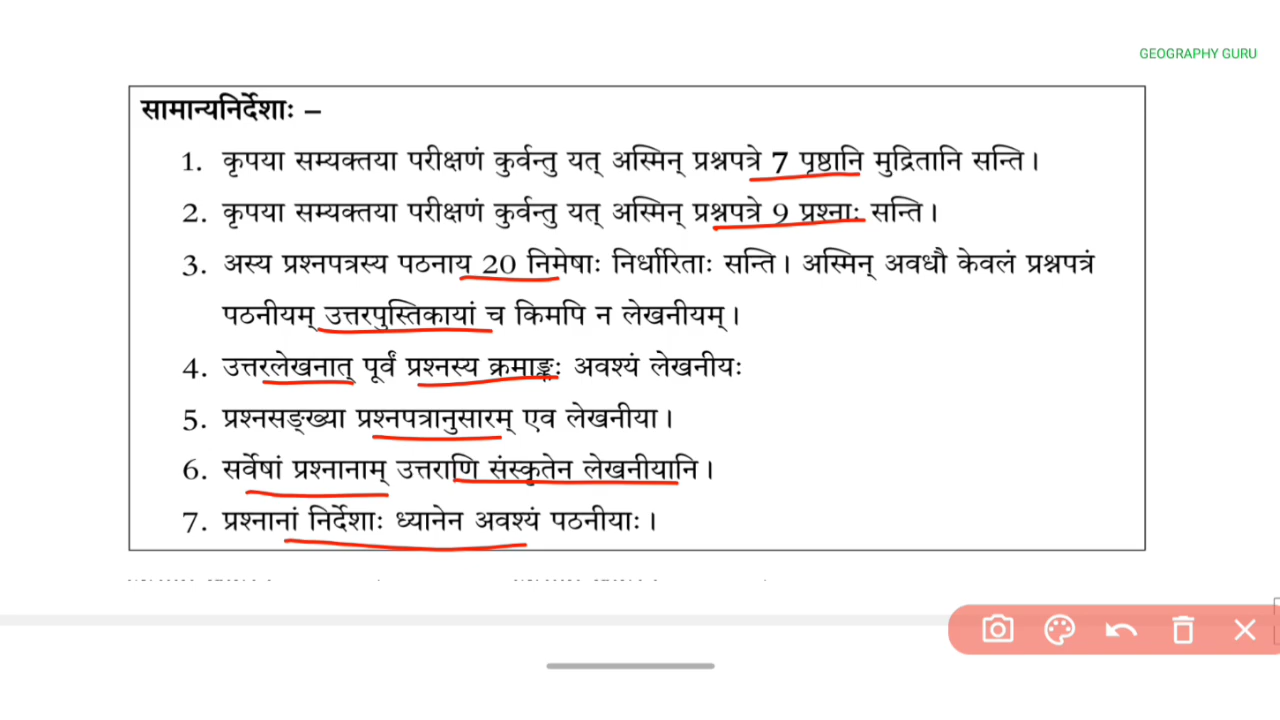 GEOGRAPHY GURU
सामान्यनिर्देशाः –
1. कृपया सम्यक्तया परीक्षणं कुर्वन्तु यत् अस्मिन् प्रश्नपत्रे 7 पृष्ठानि मुद्रितानि सन्ति।
2. कृपया सम्यक्तया परीक्षणं कुर्वन्तु यत् अस्मिन् प्रश्नपत्रे 9 प्रश्नाः सन्ति।
3. अस्य प्रश्नपत्रस्य पठनाय 20 निमेषाः निर्धारिताः सन्ति। अस्मिन् अवधौ केवलं प्रश्नपत्रं
पठनीयम् उत्तरपुस्तिकायां च किमपि न लेखनीयम्।
4. उत्तरलेखनात् पूर्वं प्रश्नस्य क्रमाङ्कः अवश्यं लेखनीयः
5. प्रश्नसङ्ख्या प्रश्नपत्रानुसारम् एव लेखनीया।
6. सर्वेषां प्रश्नानाम् उत्तराणि संस्कृतेन लेखनीयानि।
7. प्रश्नानां निर्देशाः ध्यानेन अवश्यं पठनीयाः।